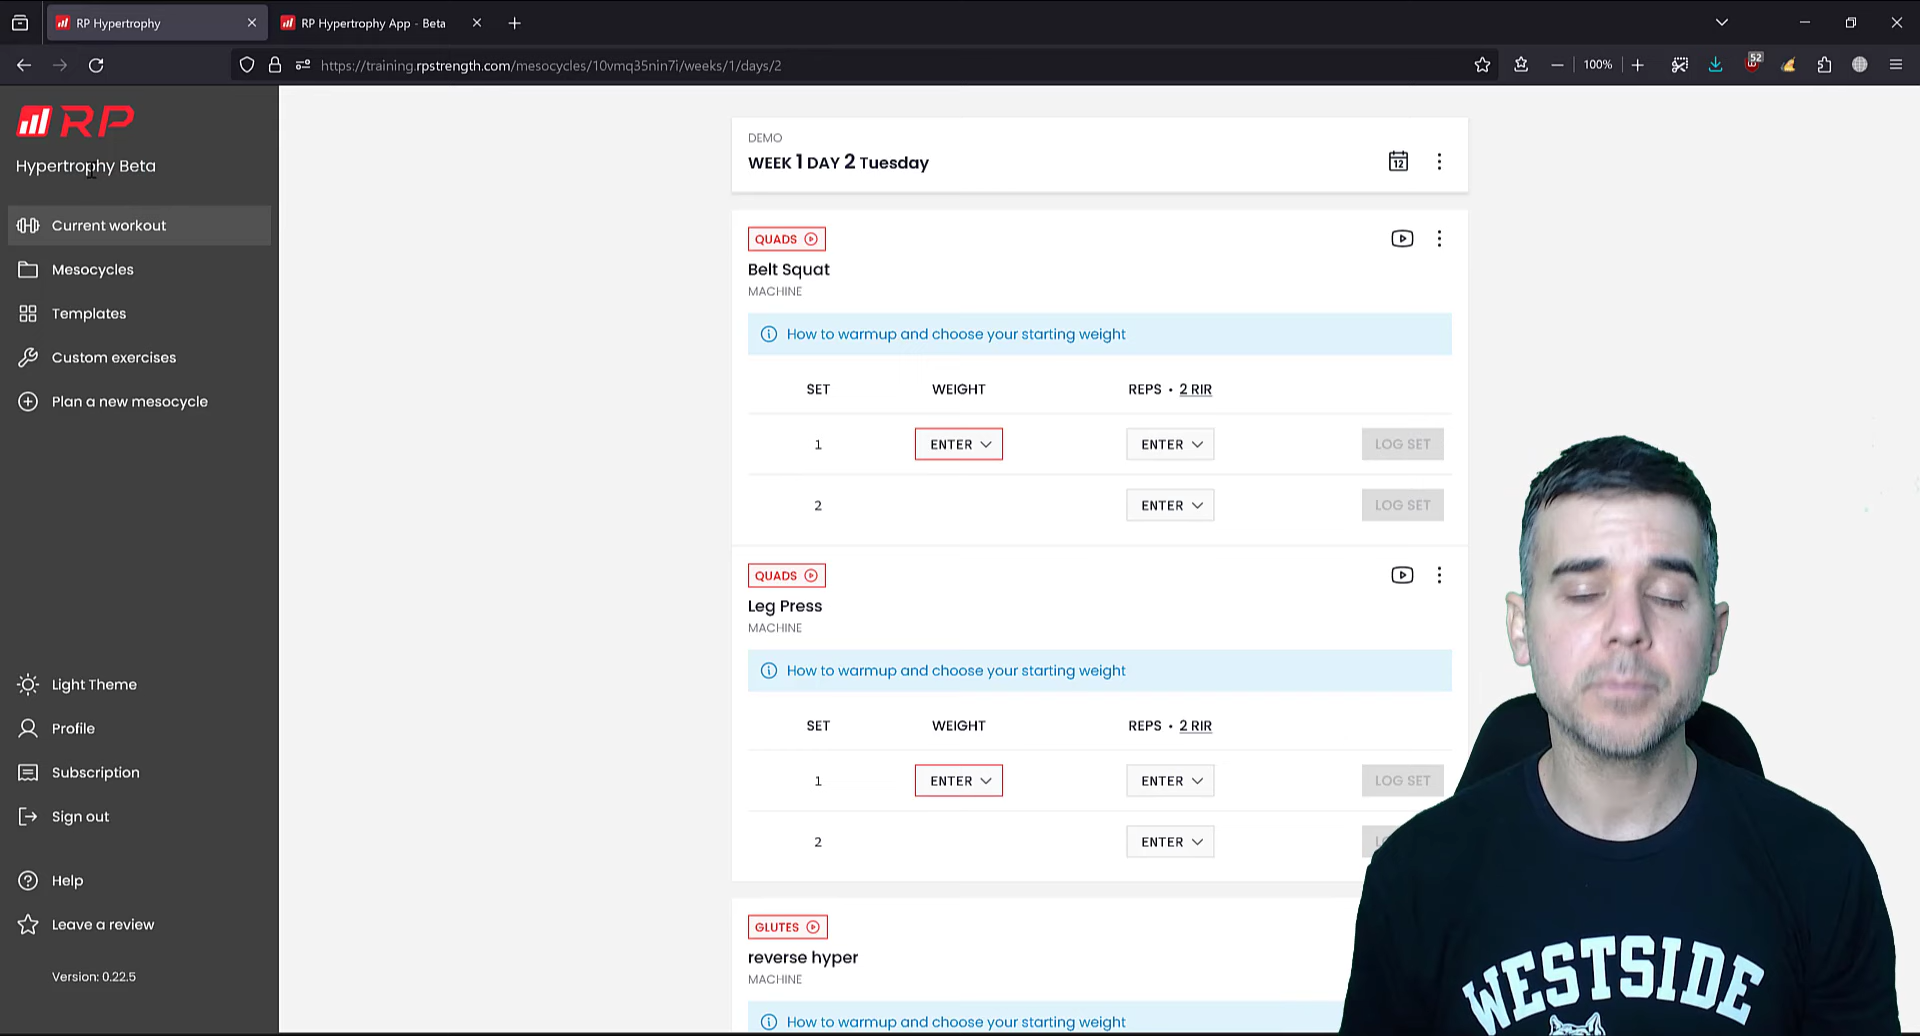 RP Hypertrophy
RP Hypertrophy App - Beta
https://training.rpstrength.com/mesocycles/10vmq35nin7i/weeks/1/days/2
100%
52
RP
Hypertrophy Beta
Current workout
Mesocycles
Templates
Custom exercises
Plan a new mesocycle
Light Theme
Profile
Subscription
Sign out
Help
Leave a review
Version: 0.22.5
DEMO
WEEK 1 DAY 2 Tuesday
12
QUADS
Belt Squat
MACHINE
How to warmup and choose your starting weight
SET WEIGHT REPS • 2 RIR
1 ENTER ENTER LOG SET
2 ENTER LOG SET
QUADS
Leg Press
MACHINE
How to warmup and choose your starting weight
SET WEIGHT REPS • 2 RIR
1 ENTER ENTER LOG SET
2 ENTER
GLUTES
reverse hyper
MACHINE
How to warmup and choose your starting weight
WESTSIDE